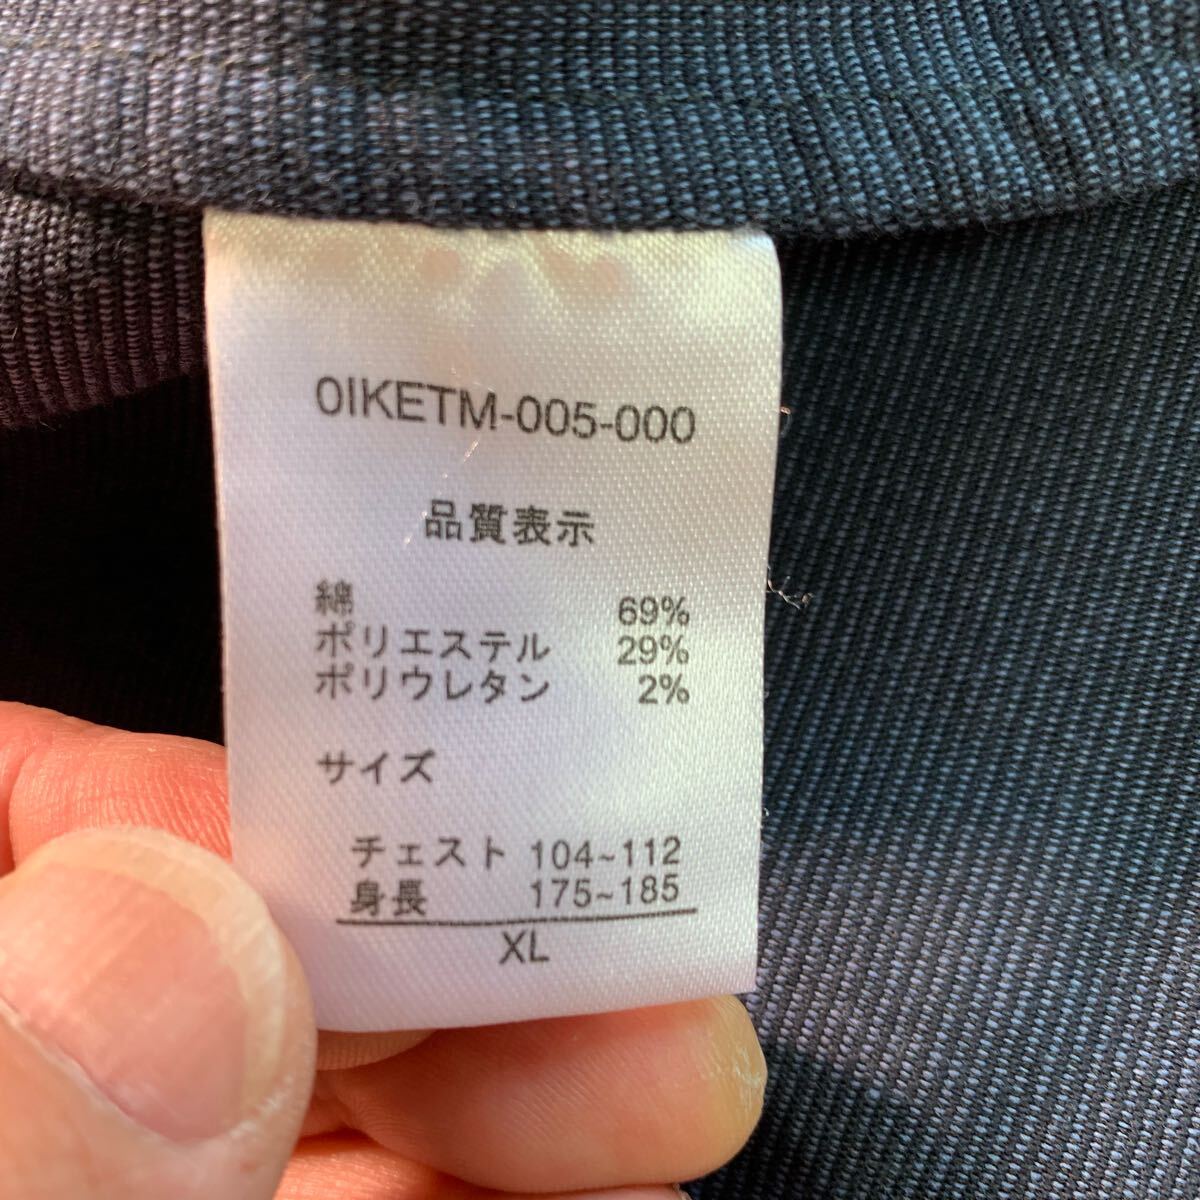 0IKETM-005-000
品質表示
綿 69%
ポリエステル 29%
ポリウレタン 2%
サイズ
チェスト 104~112
身長 175~185
XL